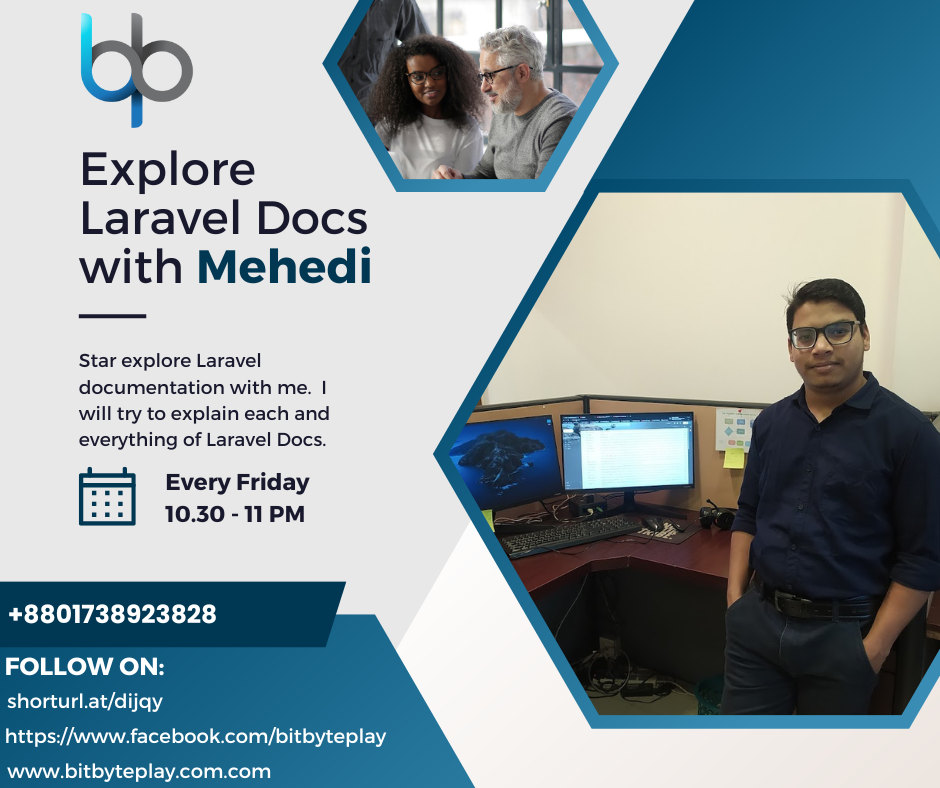 bp
Explore
Laravel Docs
with Mehedi
Star explore Laravel
documentation with me. I
will try to explain each and
everything of Laravel Docs.
Every Friday
10.30 - 11 PM
+8801738923828
FOLLOW ON:
shorturl.at/dijqy
https://www.facebook.com/bitbyteplay
www.bitbyteplay.com.com